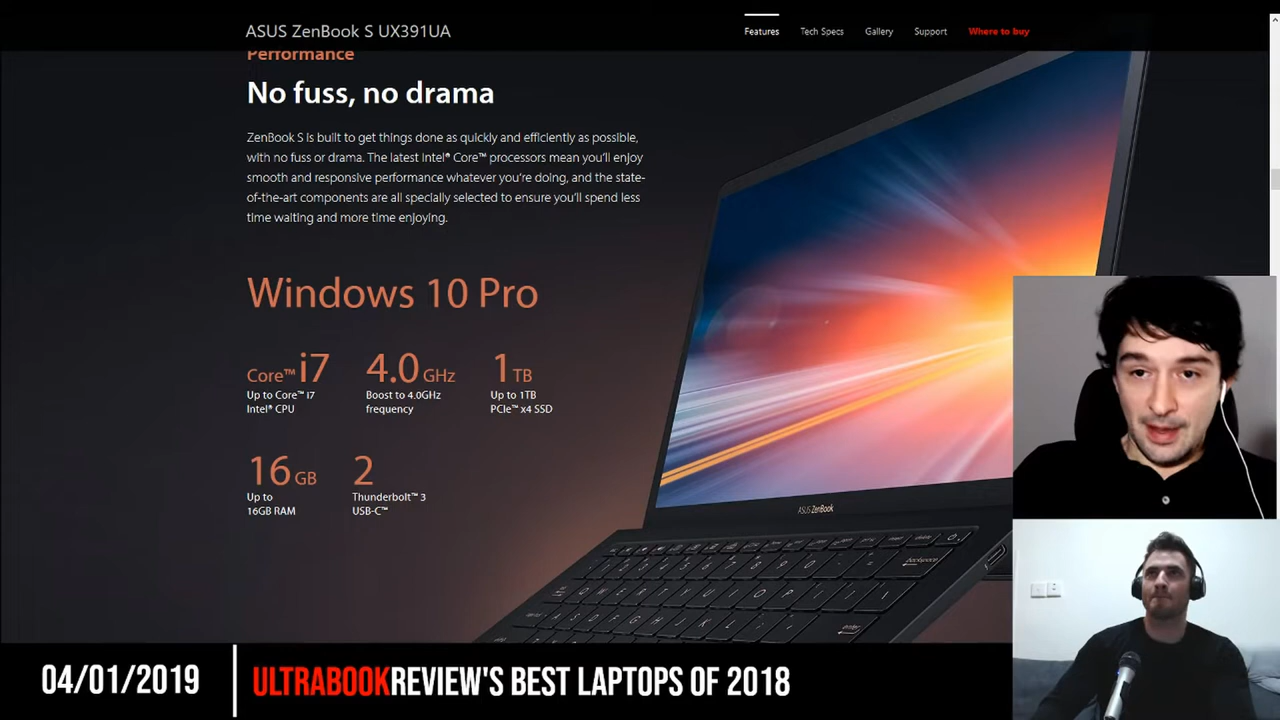 ASUS ZenBook S UX391UA
Features
Tech Specs
Gallery
Support
Where to buy
Performance
No fuss, no drama
ZenBook S is built to get things done as quickly and efficiently as possible,
with no fuss or drama. The latest Intel® Core™ processors mean you'll enjoy
smooth and responsive performance whatever you're doing, and the state-
of-the-art components are all specially selected to ensure you'll spend less
time waiting and more time enjoying.
Windows 10 Pro
Core™ i7
Up to Core™ i7
Intel® CPU
4.0 GHz
Boost to 4.0GHz
frequency
1 TB
Up to 1TB
PCIe™ x4 SSD
16 GB
Up to
16GB RAM
2
Thunderbolt™ 3
USB-C™
ASUS ZenBook
Backspace
Enter
04/01/2019
ULTRABOOKREVIEW'S BEST LAPTOPS OF 2018